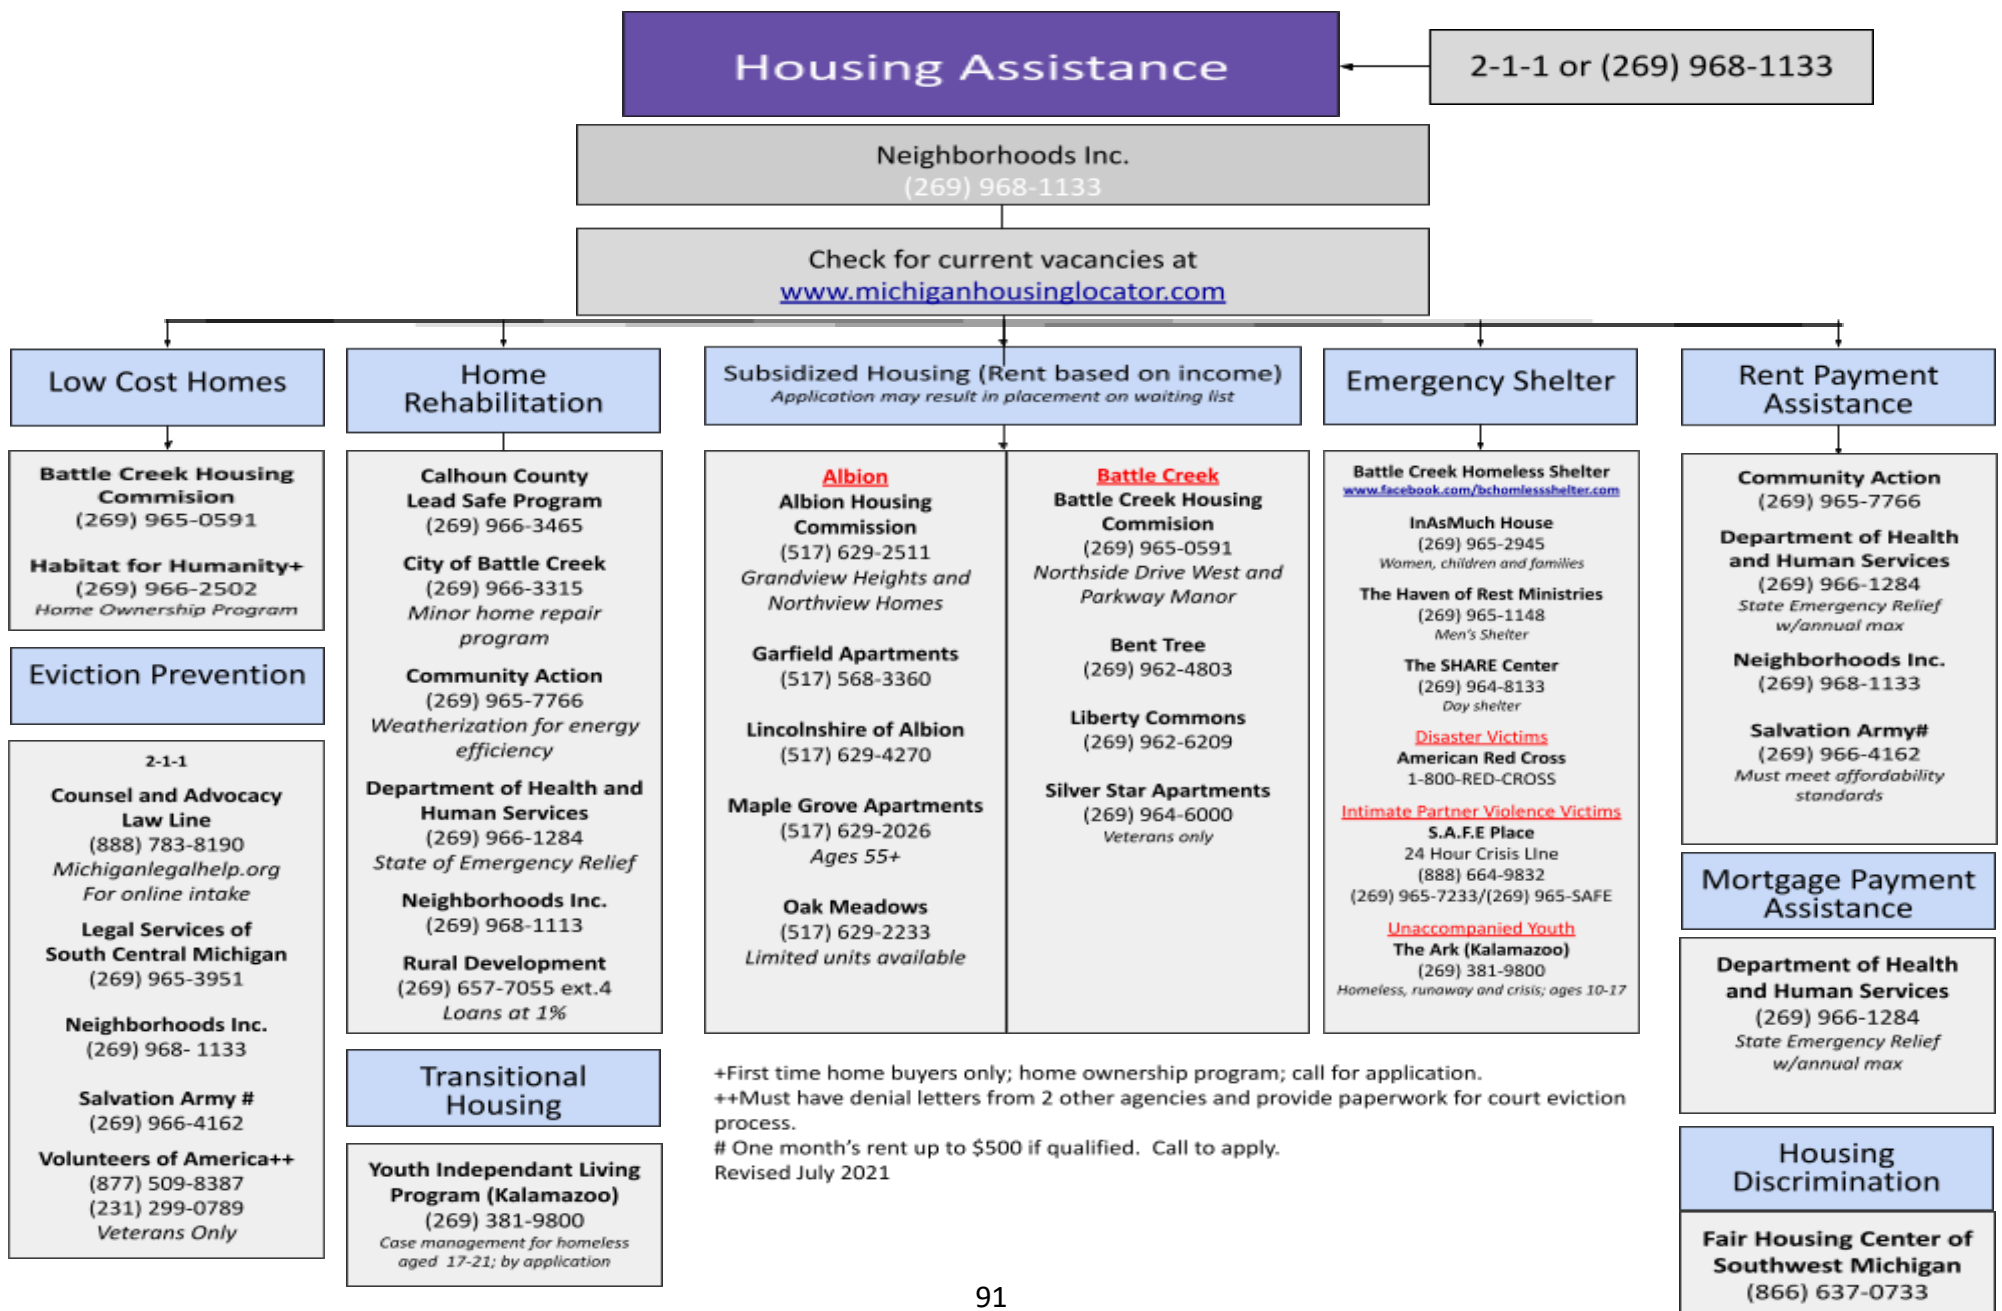 Housing Assistance
2-1-1 or (269) 968-1133
Neighborhoods Inc.
(269) 968-1133
Check for current vacancies at
www.michiganhousinglocator.com
Low Cost Homes
Battle Creek Housing
Commision
(269) 965-0591
Habitat for Humanity+
(269) 966-2502
Home Ownership Program
Eviction Prevention
2-1-1
Counsel and Advocacy
Law Line
(888) 783-8190
Michiganlegalhelp.org
For online intake
Legal Services of
South Central Michigan
(269) 965-3951
Neighborhoods Inc.
(269) 968- 1133
Salvation Army #
(269) 966-4162
Volunteers of America++
(877) 509-8387
(231) 299-0789
Veterans Only
Home
Rehabilitation
Calhoun County
Lead Safe Program
(269) 966-3465
City of Battle Creek
(269) 966-3315
Minor home repair
program
Community Action
(269) 965-7766
Weatherization for energy
efficiency
Department of Health and
Human Services
(269) 966-1284
State of Emergency Relief
Neighborhoods Inc.
(269) 968-1113
Rural Development
(269) 657-7055 ext.4
Loans at 1%
Transitional
Housing
Youth Independant Living
Program (Kalamazoo)
(269) 381-9800
Case management for homeless
aged 17-21; by application
Subsidized Housing (Rent based on income)
Application may result in placement on waiting list
Albion
Albion Housing
Commission
(517) 629-2511
Grandview Heights and
Northview Homes
Garfield Apartments
(517) 568-3360
Lincolnshire of Albion
(517) 629-4270
Maple Grove Apartments
(517) 629-2026
Ages 55+
Oak Meadows
(517) 629-2233
Limited units available
Battle Creek
Battle Creek Housing
Commision
(269) 965-0591
Northside Drive West and
Parkway Manor
Bent Tree
(269) 962-4803
Liberty Commons
(269) 962-6209
Silver Star Apartments
(269) 964-6000
Veterans only
Emergency Shelter
Battle Creek Homeless Shelter
www.facebook.com/bchomlessshelter.com
InAsMuch House
(269) 965-2945
Women, children and families
The Haven of Rest Ministries
(269) 965-1148
Men's Shelter
The SHARE Center
(269) 964-8133
Day shelter
Disaster Victims
American Red Cross
1-800-RED-CROSS
Intimate Partner Violence Victims
S.A.F.E Place
24 Hour Crisis LIne
(888) 664-9832
(269) 965-7233/(269) 965-SAFE
Unaccompanied Youth
The Ark (Kalamazoo)
(269) 381-9800
Homeless, runaway and crisis; ages 10-17
Rent Payment
Assistance
Community Action
(269) 965-7766
Department of Health
and Human Services
(269) 966-1284
State Emergency Relief
w/annual max
Neighborhoods Inc.
(269) 968-1133
Salvation Army#
(269) 966-4162
Must meet affordability
standards
Mortgage Payment
Assistance
Department of Health
and Human Services
(269) 966-1284
State Emergency Relief
w/annual max
Housing
Discrimination
Fair Housing Center of
Southwest Michigan
(866) 637-0733
+First time home buyers only; home ownership program; call for application.
++Must have denial letters from 2 other agencies and provide paperwork for court eviction
process.
# One month's rent up to $500 if qualified. Call to apply.
Revised July 2021
91